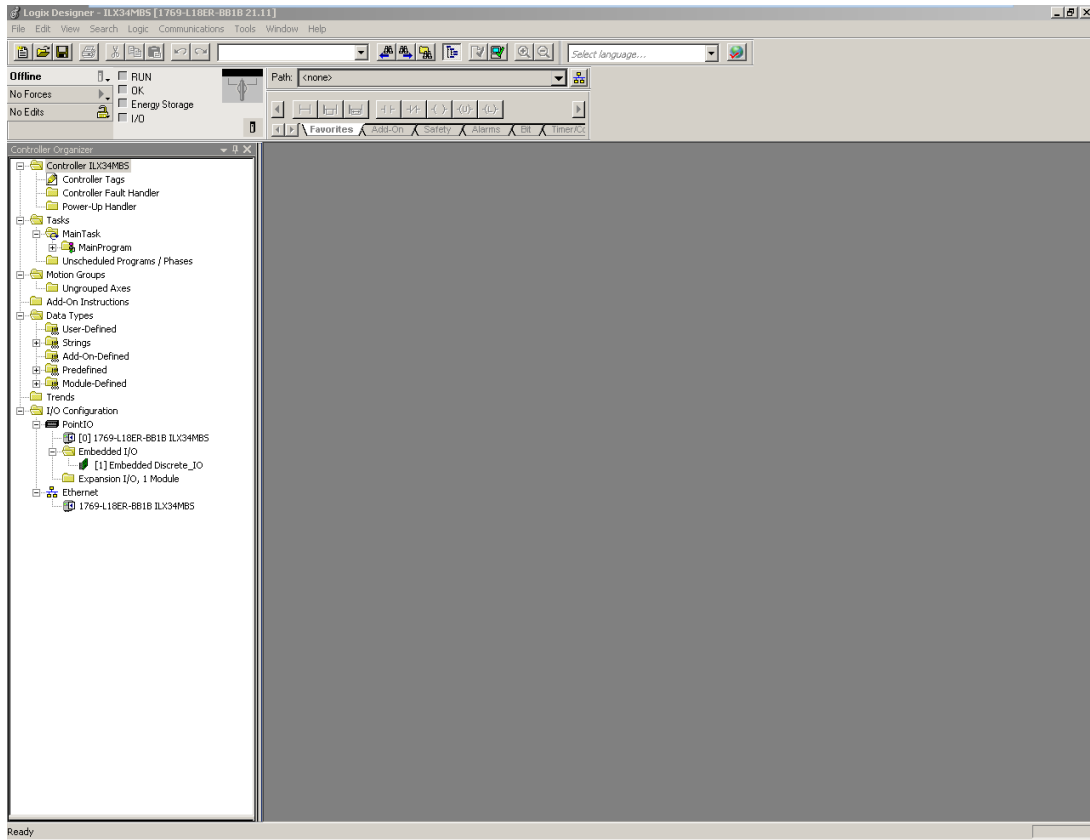 Logix Designer - ILX34MBS [1769-L18ER-BB1B 21.11]
File Edit View Search Logic Communications Tools Window Help
Select language...
Offline
RUN
Path: <none>
No Forces
OK
Energy Storage
No Edits
I/O
Favorites Add-On Safety Alarms Bit Timer/Cc
Controller Organizer
Controller ILX34MBS
Controller Tags
Controller Fault Handler
Power-Up Handler
Tasks
MainTask
MainProgram
Unscheduled Programs / Phases
Motion Groups
Ungrouped Axes
Add-On Instructions
Data Types
User-Defined
Strings
Add-On-Defined
Predefined
Module-Defined
Trends
I/O Configuration
PointIO
[0] 1769-L18ER-BB1B ILX34MBS
Embedded I/O
[1] Embedded Discrete_IO
Expansion I/O, 1 Module
Ethernet
1769-L18ER-BB1B ILX34MBS
Ready